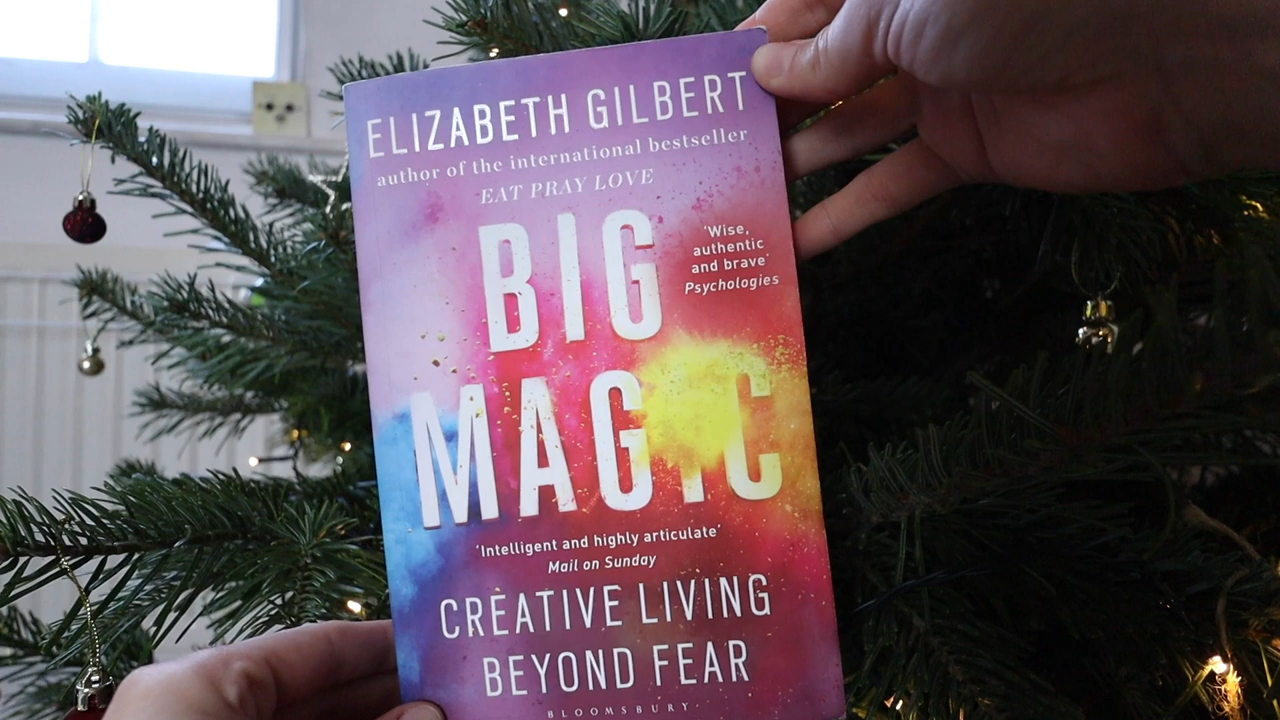 ELIZABETH GILBERT
author of the international bestseller
EAT PRAY LOVE
BIG
'Wise,
authentic
and brave'
Psychologies
MAGIC
'Intelligent and highly articulate'
Mail on Sunday
CREATIVE LIVING
BEYOND FEAR
BLOOMSBURY